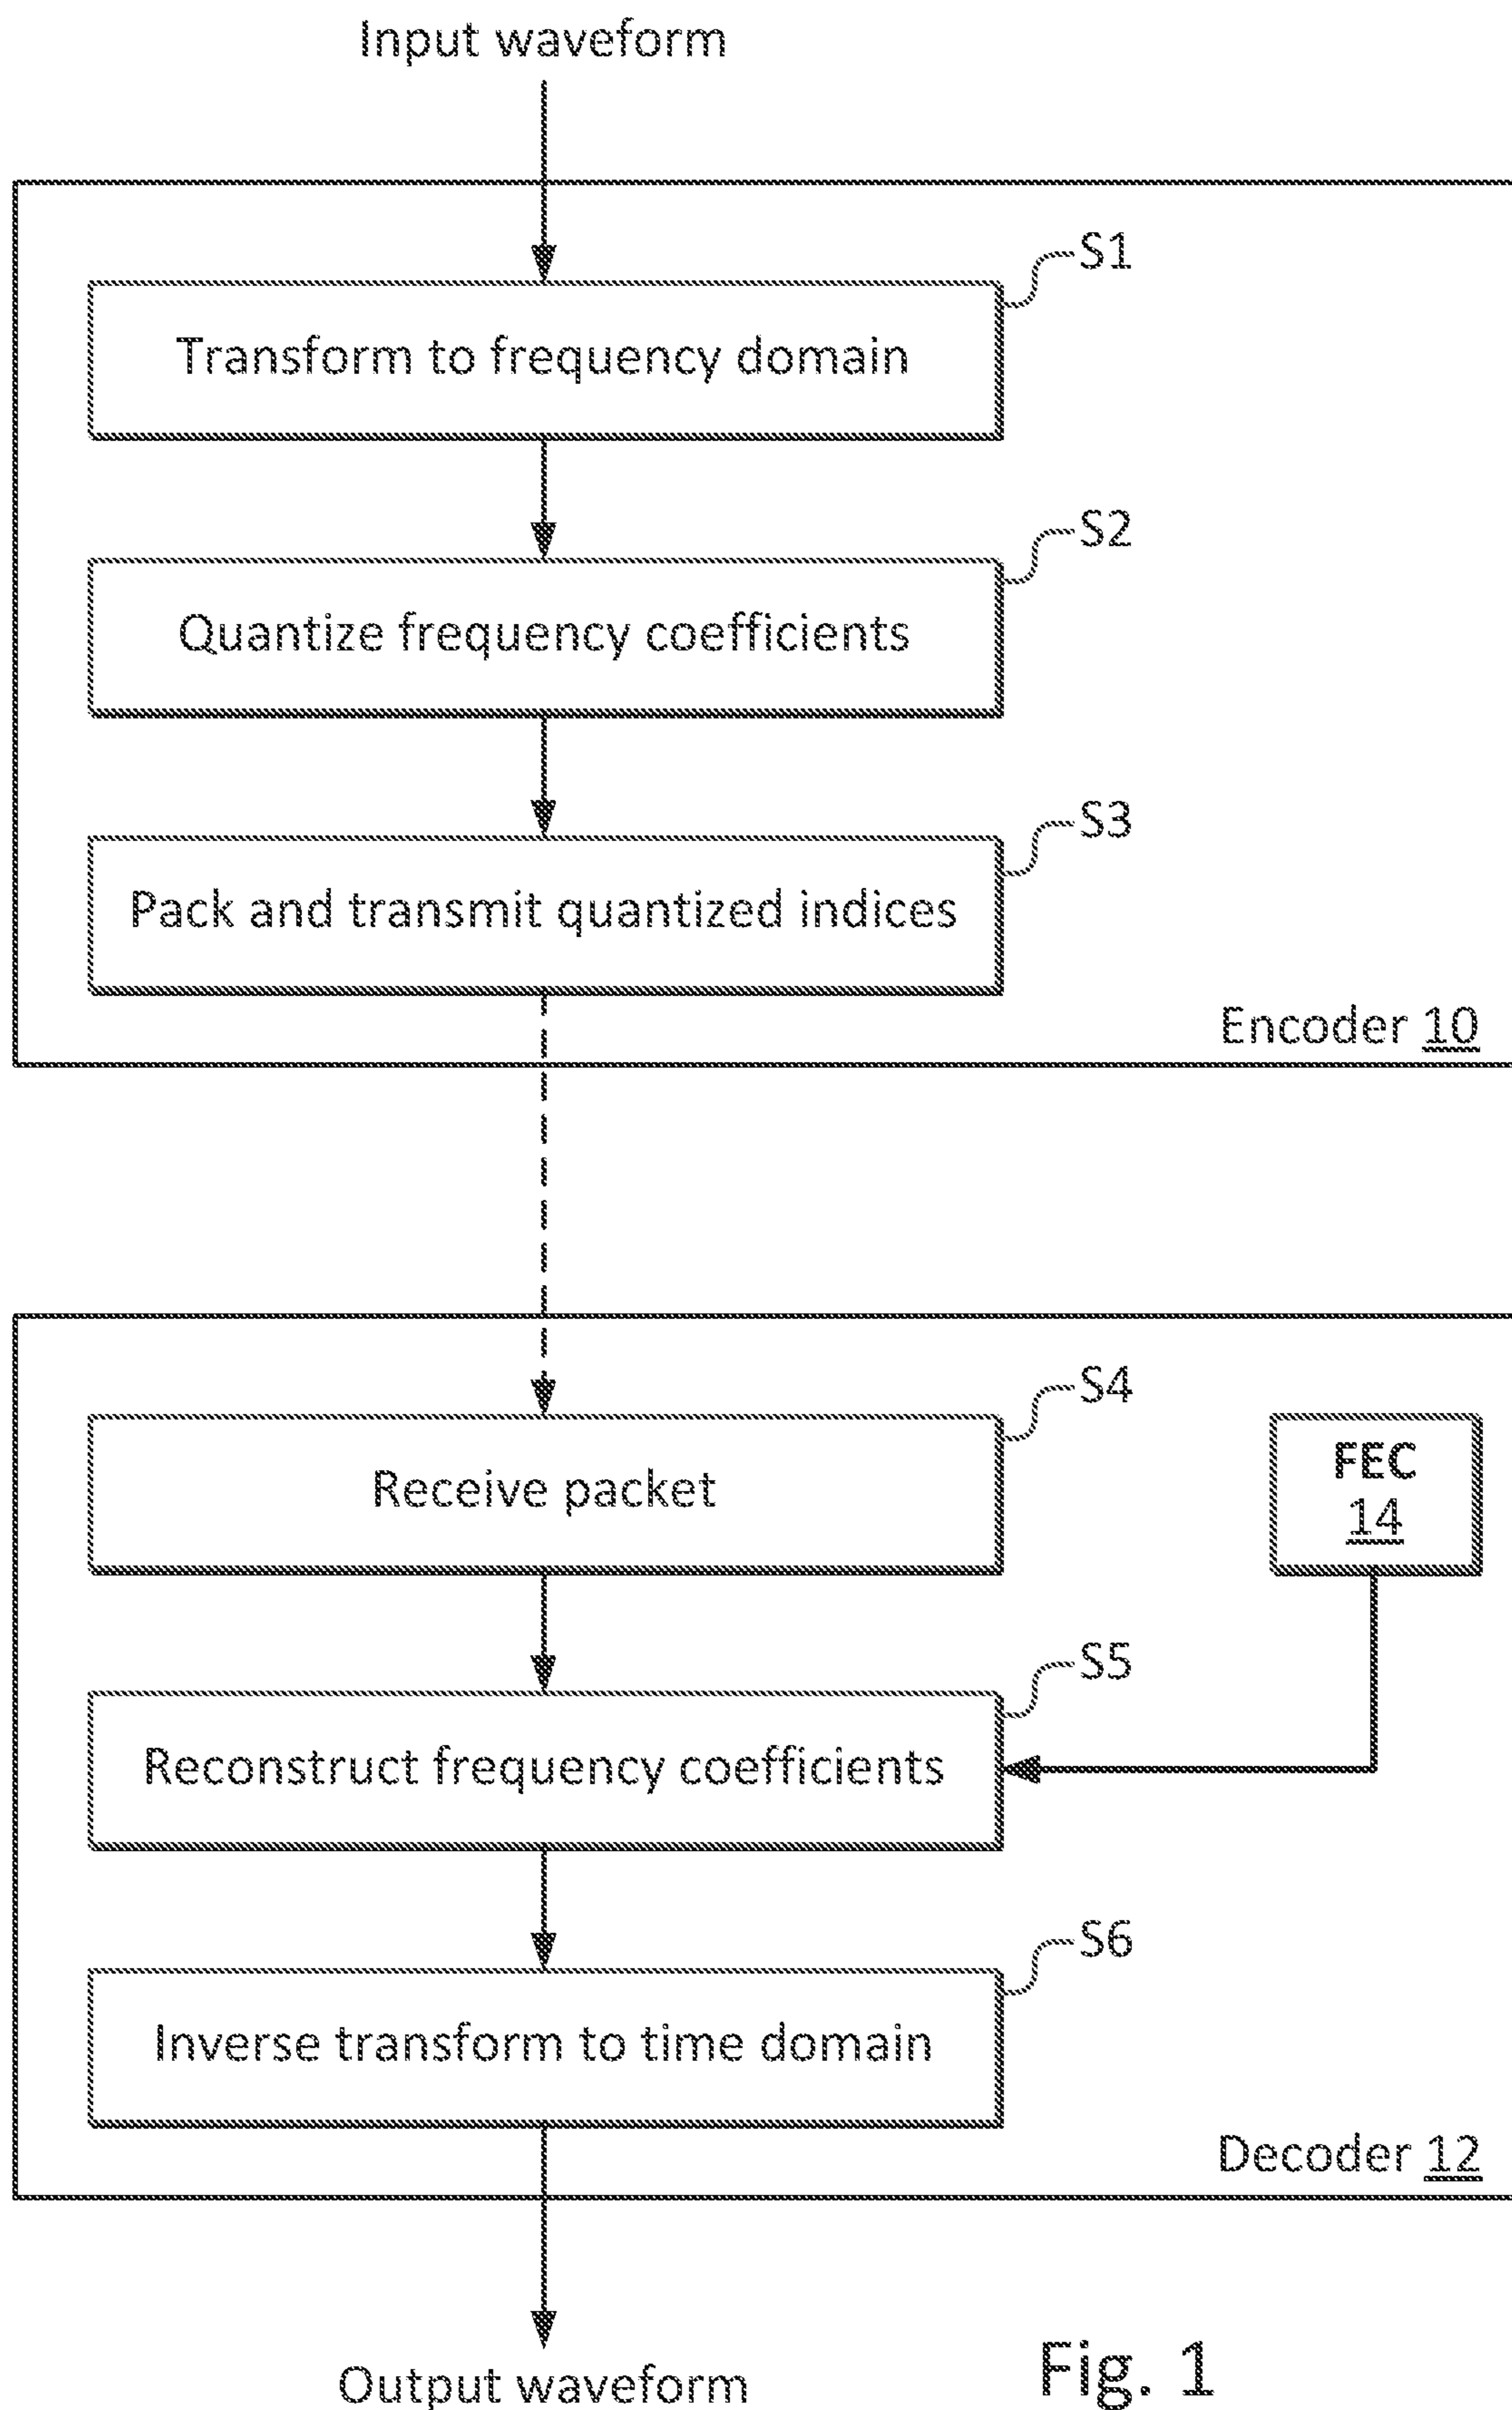 Input waveform
S1
Transform to frequency domain
S2
Quantize frequency coefficients
S3
Pack and transmit quantized indices
Encoder 10
S4
Receive packet
FEC
14
S5
Reconstruct frequency coefficients
S6
Inverse transform to time domain
Decoder 12
Output waveform
Fig. 1